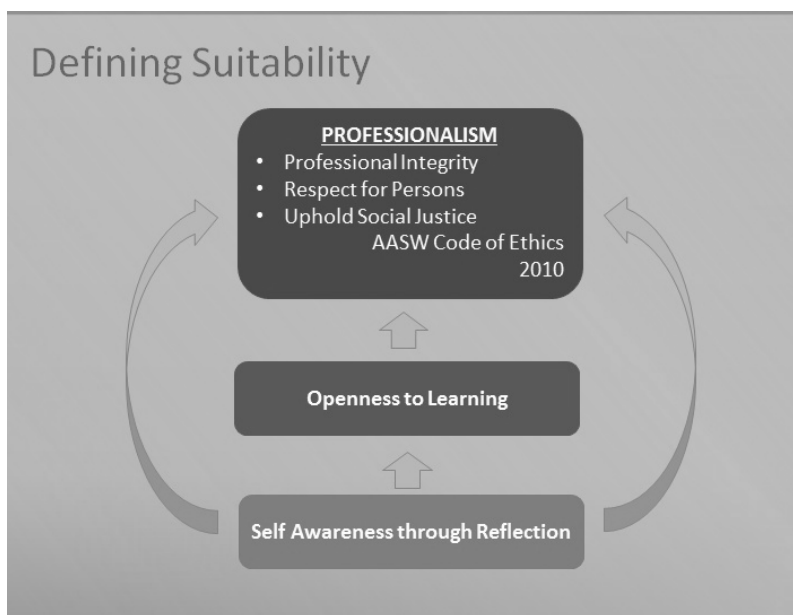 Defining Suitability
PROFESSIONALISM
• Professional Integrity
• Respect for Persons
• Uphold Social Justice
AASW Code of Ethics
2010
Openness to Learning
Self Awareness through Reflection